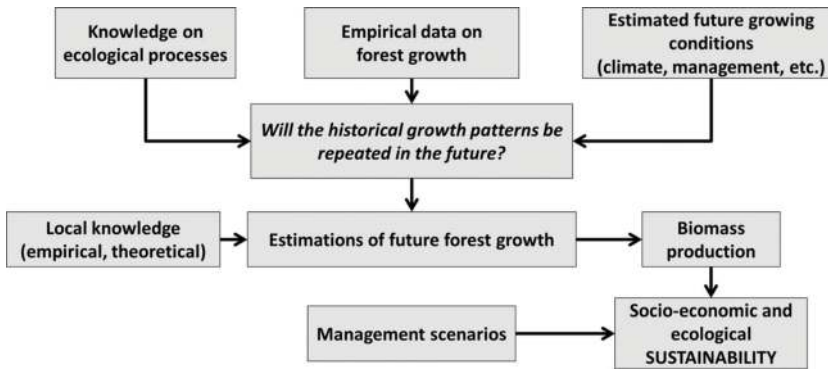 Knowledge on
ecological processes
Empirical data on
forest growth
Estimated future growing
conditions
(climate, management, etc.)
Will the historical growth patterns be
repeated in the future?
Local knowledge
(empirical, theoretical)
Estimations of future forest growth
Biomass
production
Management scenarios
Socio-economic and
ecological
SUSTAINABILITY